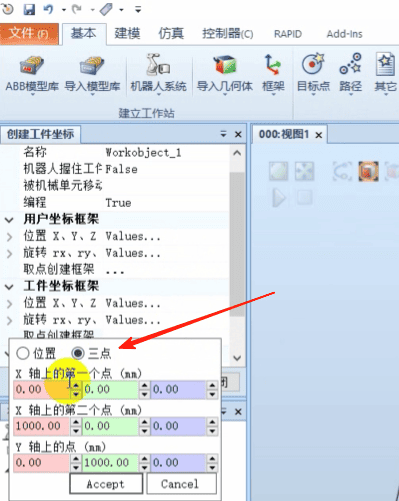 文件(F) 基本 建模 仿真 控制器(C) RAPID Add-Ins
ABB模型库 导入模型库 机器人系统 导入几何体 框架 目标点 路径 其它
建立工作站
创建工件坐标
000:视图1
名称 Workobject_1
机器人握住工件 False
被机械单元移动
编程 True
用户坐标框架
位置 X、Y、Z Values...
旋转 rx、ry、 Values...
取点创建框架 ...
工件坐标框架
位置 X、Y、Z Values...
旋转 rx、ry、 Values...
取点创建框架
位置 三点
X 轴上的第一个点 (mm)
0.00 0.00 0.00
X 轴上的第二个点 (mm)
1000.00 0.00 0.00
Y 轴上的点 (mm)
0.00 1000.00 0.00
Accept Cancel
闭